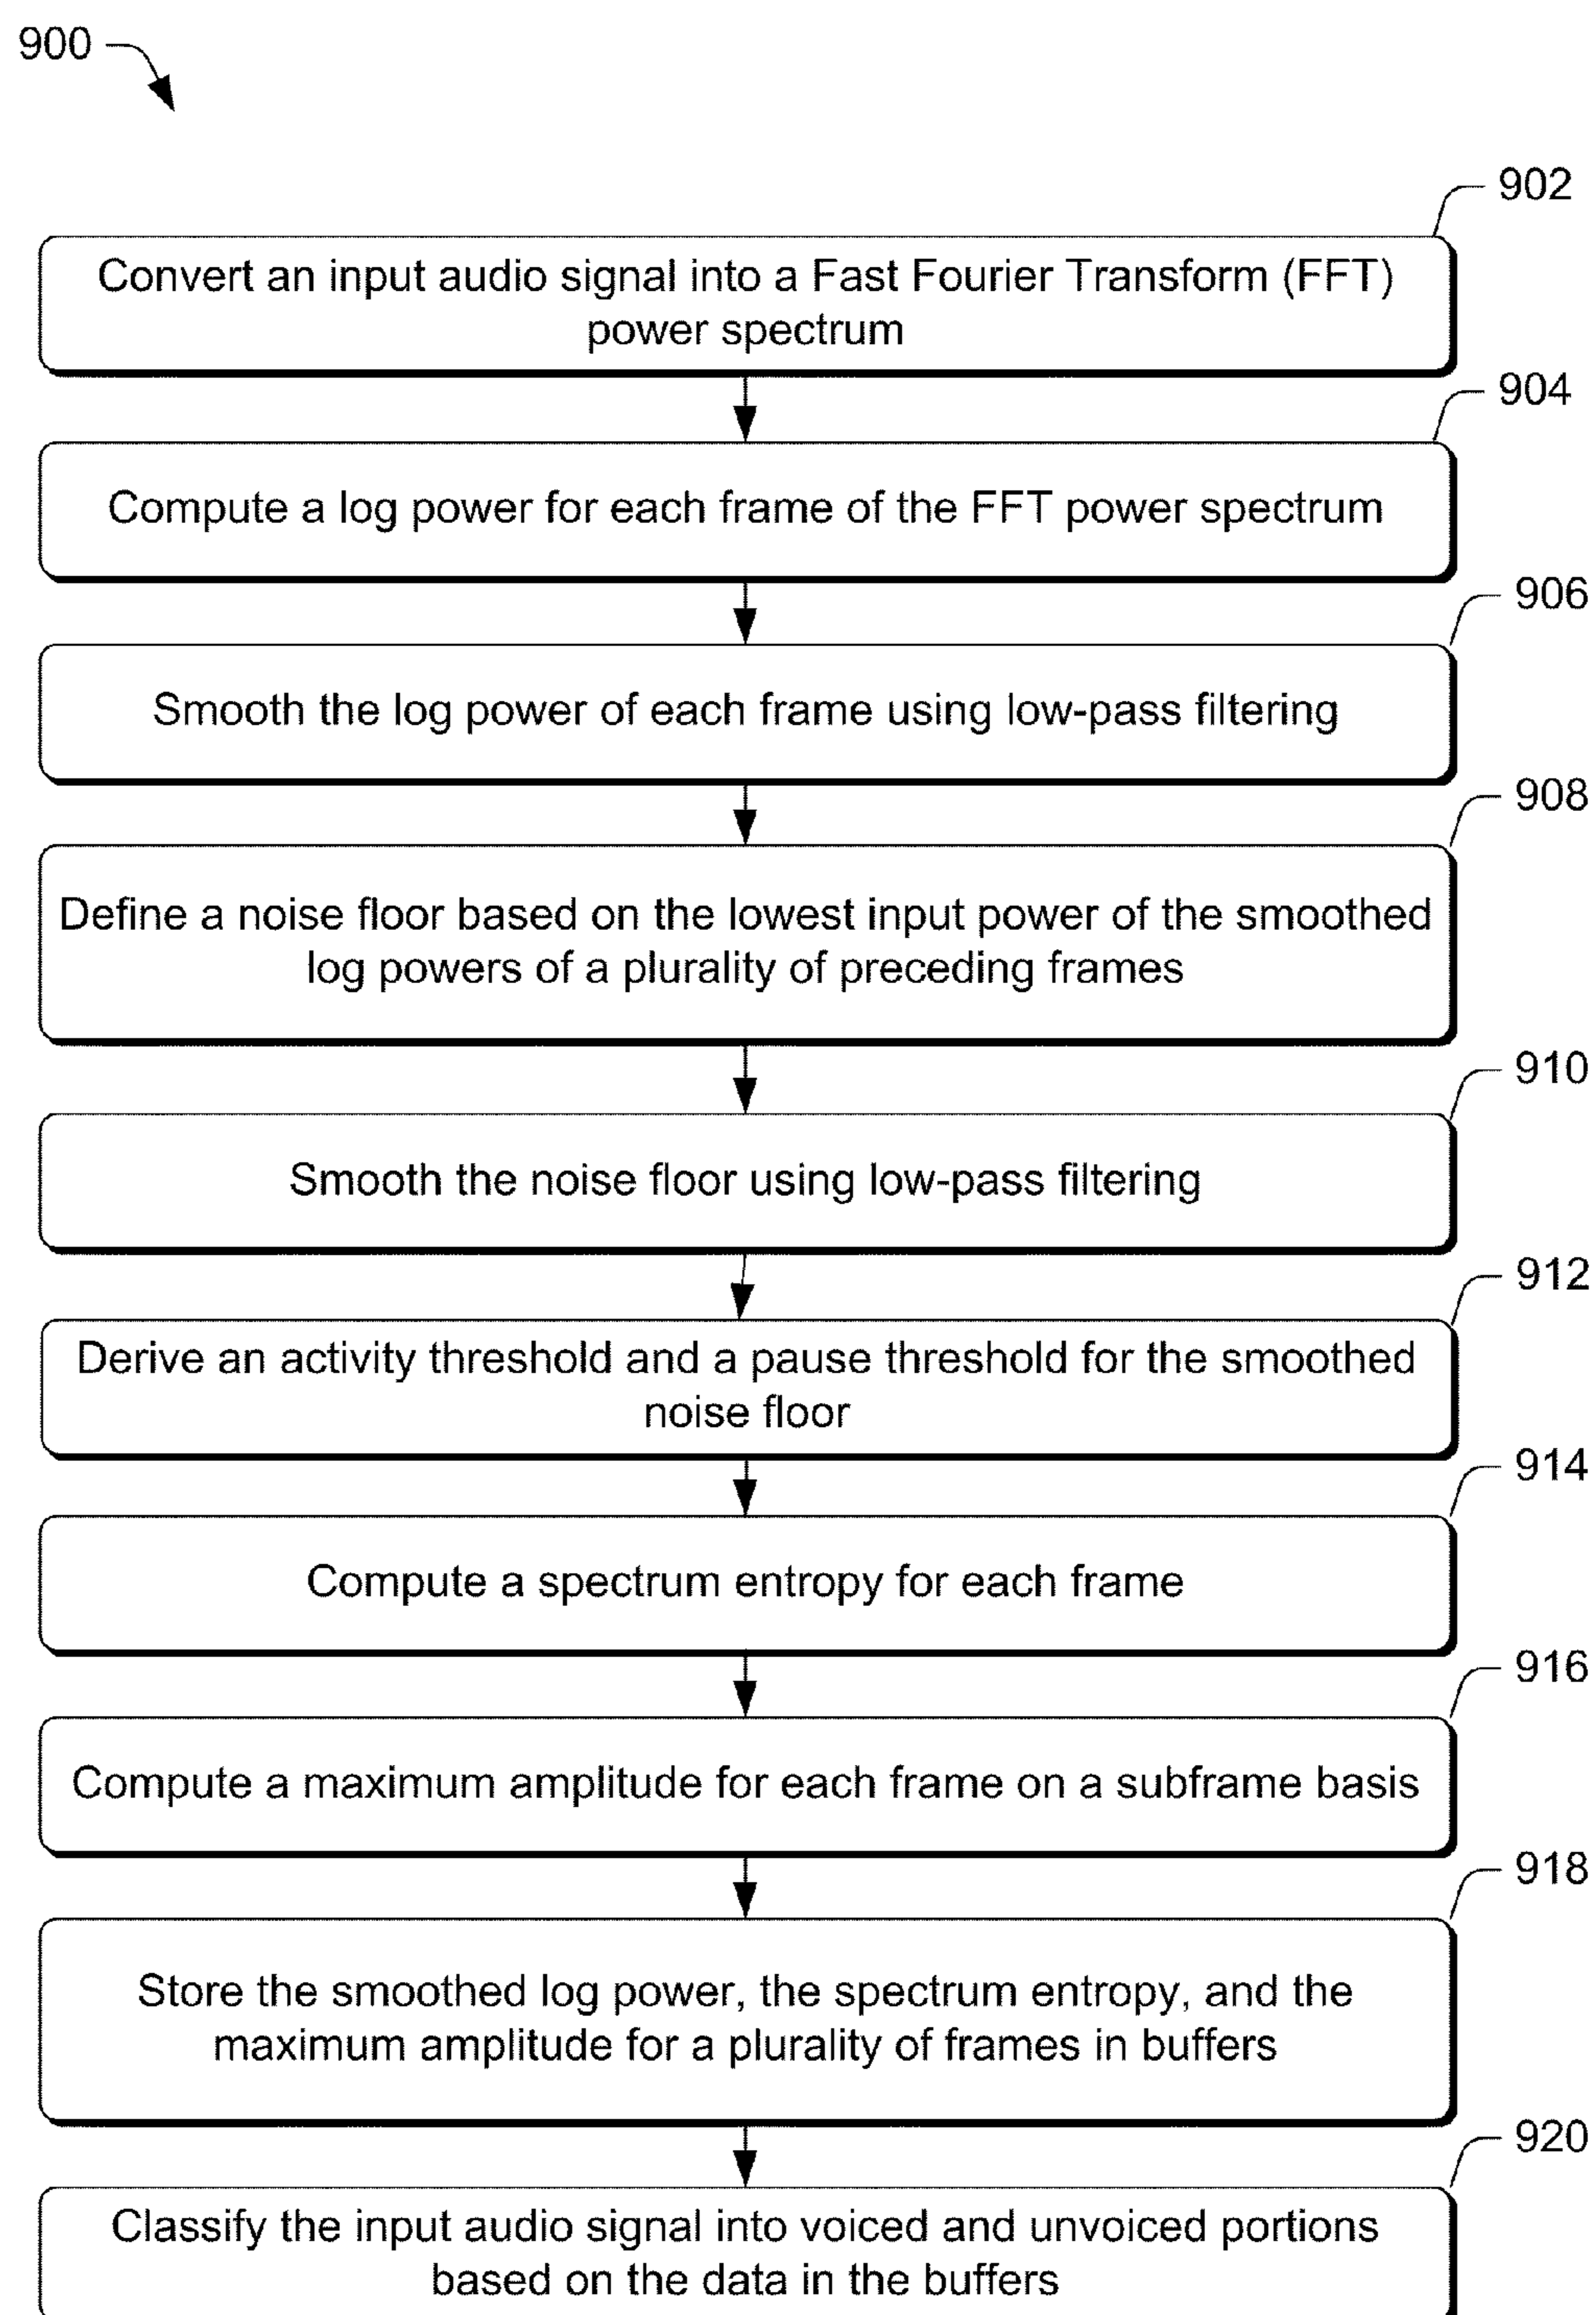 900
902
Convert an input audio signal into a Fast Fourier Transform (FFT)
power spectrum
904
Compute a log power for each frame of the FFT power spectrum
906
Smooth the log power of each frame using low-pass filtering
908
Define a noise floor based on the lowest input power of the smoothed
log powers of a plurality of preceding frames
910
Smooth the noise floor using low-pass filtering
912
Derive an activity threshold and a pause threshold for the smoothed
noise floor
914
Compute a spectrum entropy for each frame
916
Compute a maximum amplitude for each frame on a subframe basis
918
Store the smoothed log power, the spectrum entropy, and the
maximum amplitude for a plurality of frames in buffers
920
Classify the input audio signal into voiced and unvoiced portions
based on the data in the buffers